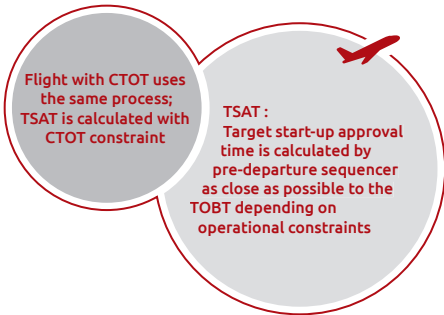 Flight with CTOT uses
the same process;
TSAT is calculated with
CTOT constraint
TSAT :
Target start-up approval
time is calculated by
pre-departure sequencer
as close as possible to the
TOBT depending on
operational constraints